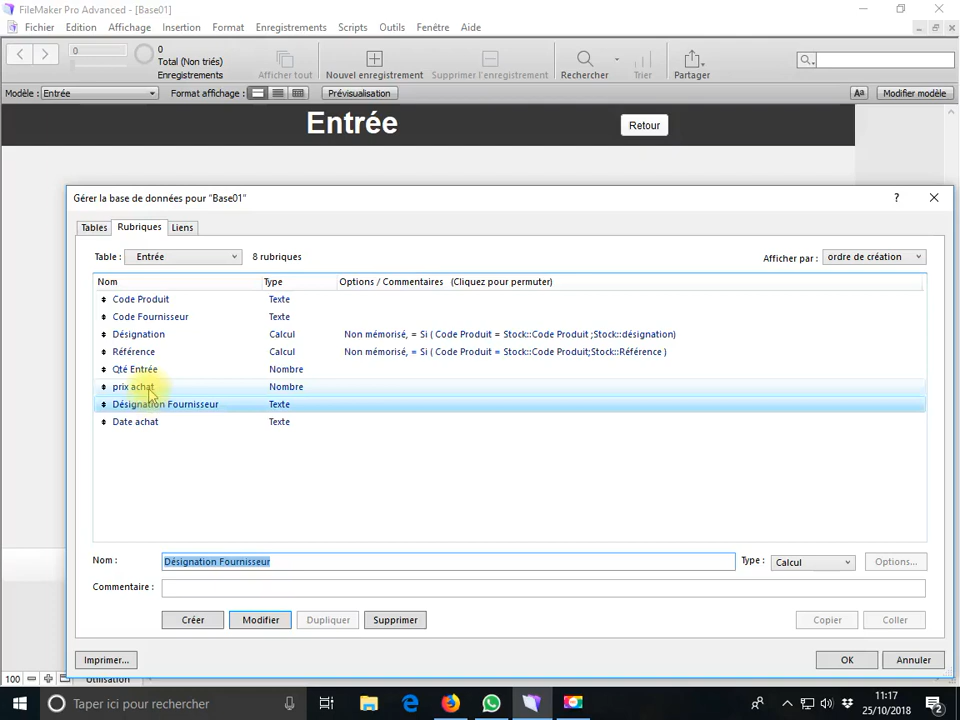 FileMaker Pro Advanced - [Base01]
Fichier Edition Affichage Insertion Format Enregistrements Scripts Outils Fenêtre Aide
0 0
Total (Non triés)
Enregistrements Afficher tout Nouvel enregistrement Supprimer l'enregistrement Rechercher Trier Partager
Modèle : Entrée Format affichage : Prévisualisation Aa Modifier modèle
Entrée Retour
Gérer la base de données pour "Base01" ?
Tables Rubriques Liens
Table : Entrée 8 rubriques Afficher par : ordre de création
Nom Type Options / Commentaires (Cliquez pour permuter)
Code Produit Texte
Code Fournisseur Texte
Désignation Calcul Non mémorisé, = Si ( Code Produit = Stock::Code Produit ;Stock::désignation)
Référence Calcul Non mémorisé, = Si ( Code Produit = Stock::Code Produit;Stock::Référence )
Qté Entrée Nombre
prix achat Nombre
Désignation Fournisseur Texte
Date achat Texte
Nom : Désignation Fournisseur Type : Calcul Options...
Commentaire :
Créer Modifier Dupliquer Supprimer Copier Coller
Imprimer... OK Annuler
100 Utilisation
Taper ici pour rechercher 11:17
25/10/2018 2